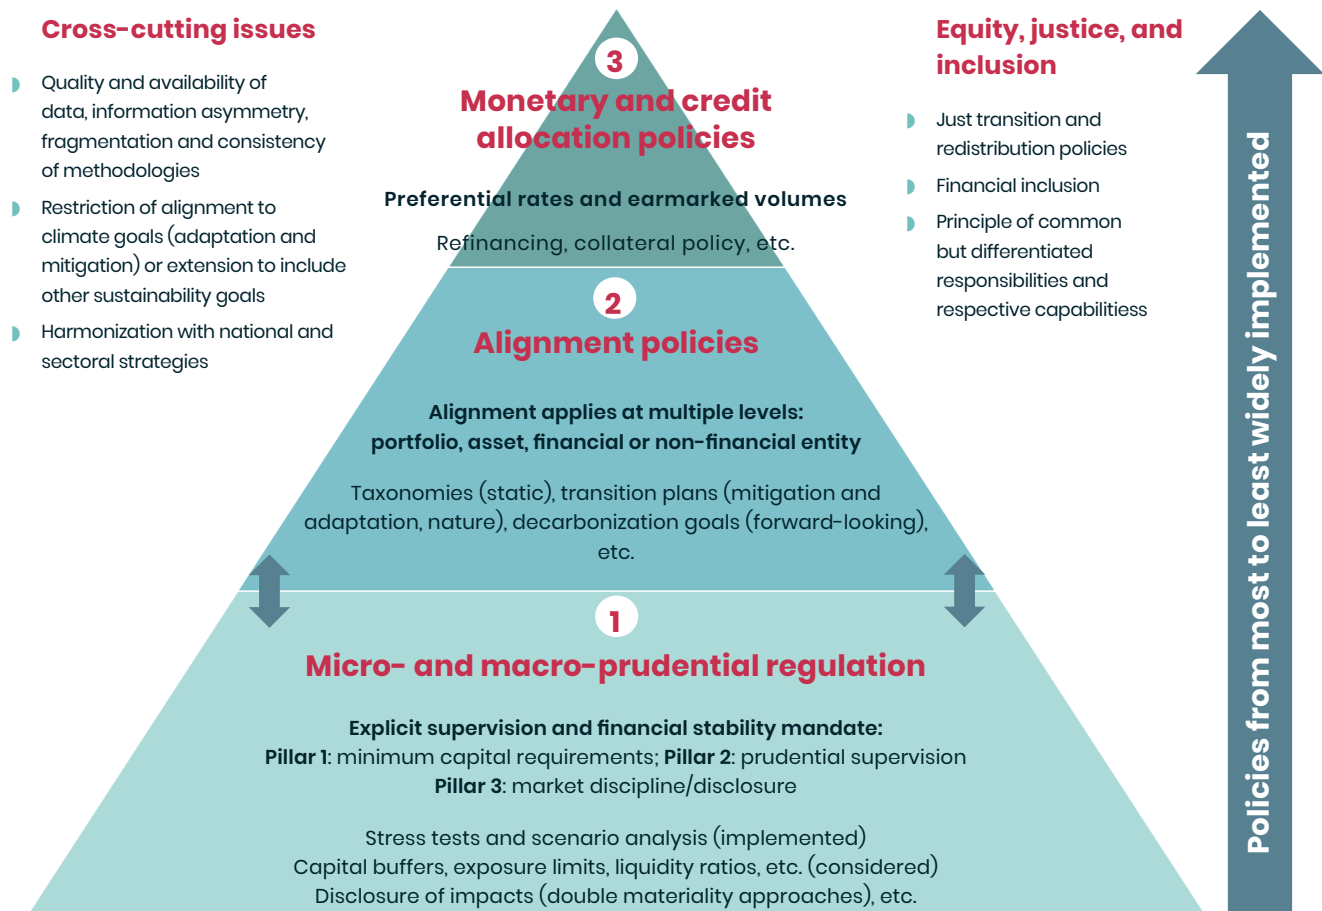 Cross-cutting issues
Quality and availability of
data, information asymmetry,
fragmentation and consistency
of methodologies
Restriction of alignment to
climate goals (adaptation and
mitigation) or extension to include
other sustainability goals
Harmonization with national and
sectoral strategies
3
Monetary and credit
allocation policies
Preferential rates and earmarked volumes
Refinancing, collateral policy, etc.
2
Alignment policies
Alignment applies at multiple levels:
portfolio, asset, financial or non-financial entity
Taxonomies (static), transition plans (mitigation and
adaptation, nature), decarbonization goals (forward-looking),
etc.
1
Micro- and macro-prudential regulation
Explicit supervision and financial stability mandate:
Pillar 1: minimum capital requirements; Pillar 2: prudential supervision
Pillar 3: market discipline/disclosure
Stress tests and scenario analysis (implemented)
Capital buffers, exposure limits, liquidity ratios, etc. (considered)
Disclosure of impacts (double materiality approaches), etc.
Equity, justice, and
inclusion
Just transition and
redistribution policies
Financial inclusion
Principle of common
but differentiated
responsibilities and
respective capabilitiess
Policies from most to least widely implemented